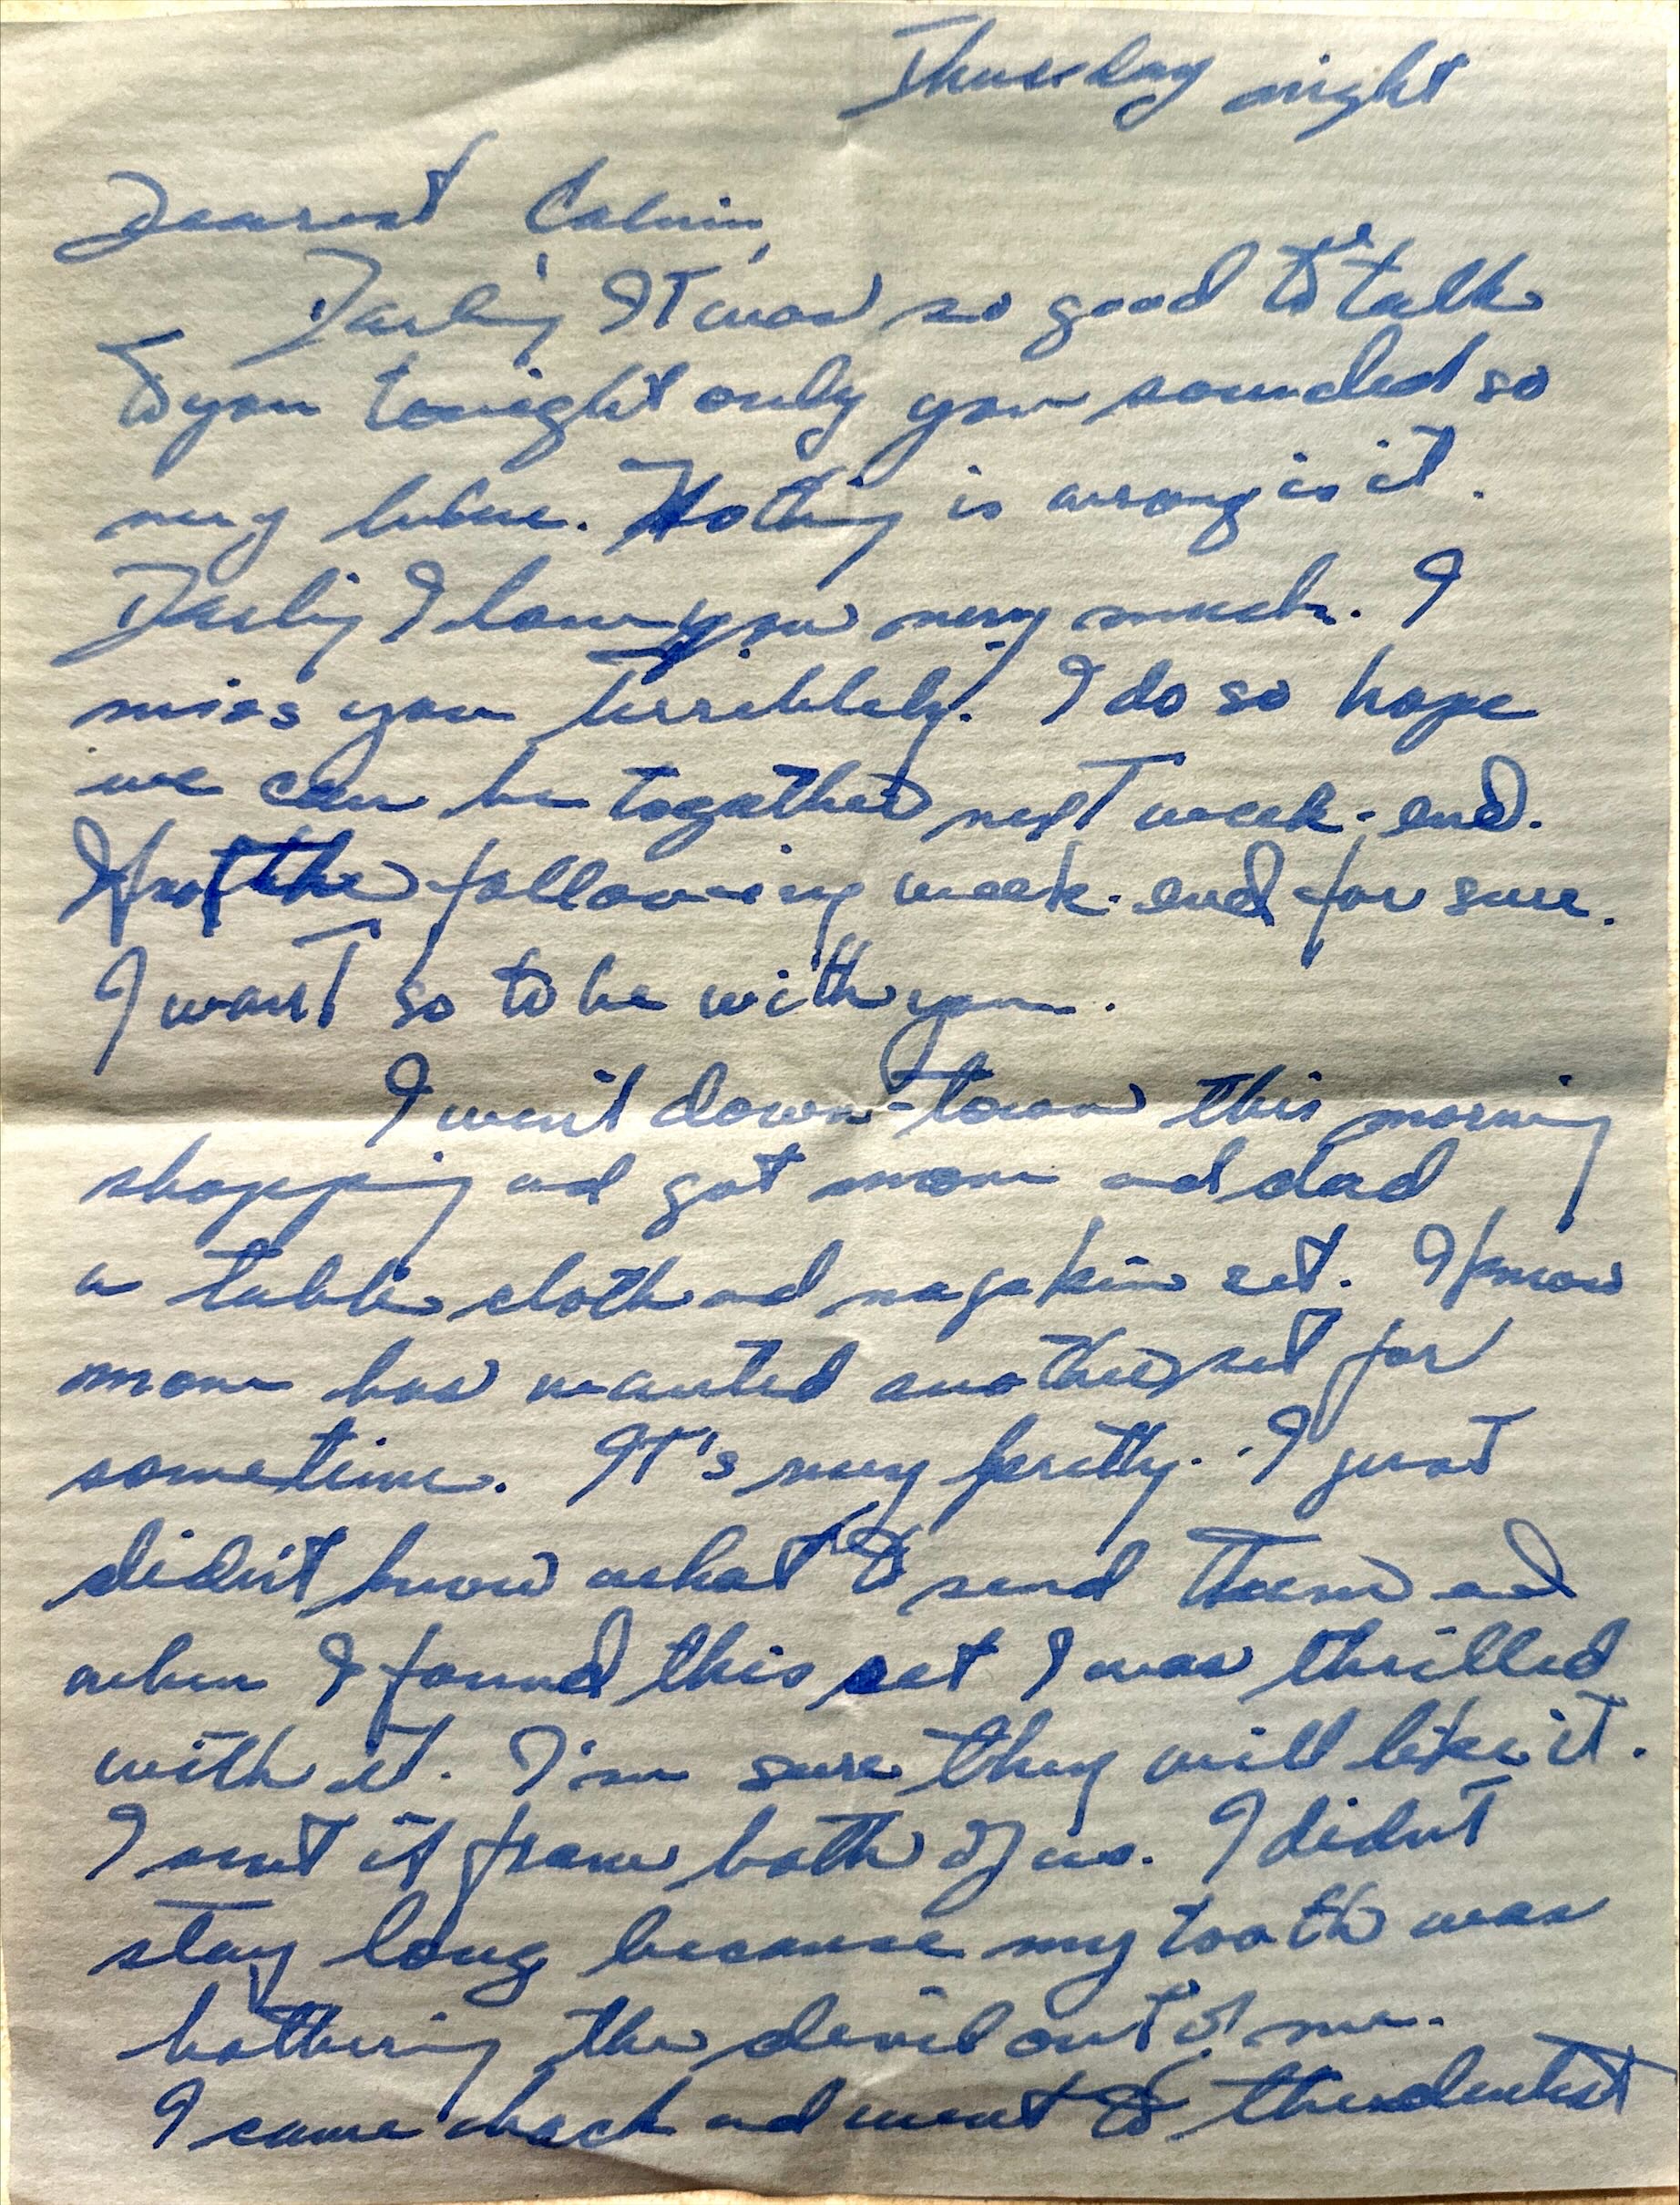 Thursday night
Dearest Calvin,
Darling It was so good to talk
to you tonight only you sounded so
very blue. Nothing is wrong is it.
Darling I love you very much. I
miss you terriblely. I do so hope
we can be together next week-end.
If not the following week-end for sure.
I want so to be with you.
I went down-town this morning
shopping and got mom and dad
a table cloth and napkin set. I know
mom has wanted another set for
sometime. It's very pretty. I just
didn't know what to send them and
when I found this set I was thrilled
with it. I'm sure they will like it.
I sent it from both of us. I didn't
stay long because my tooth was
bothering the devil out of me.
I came back and went to the dentist